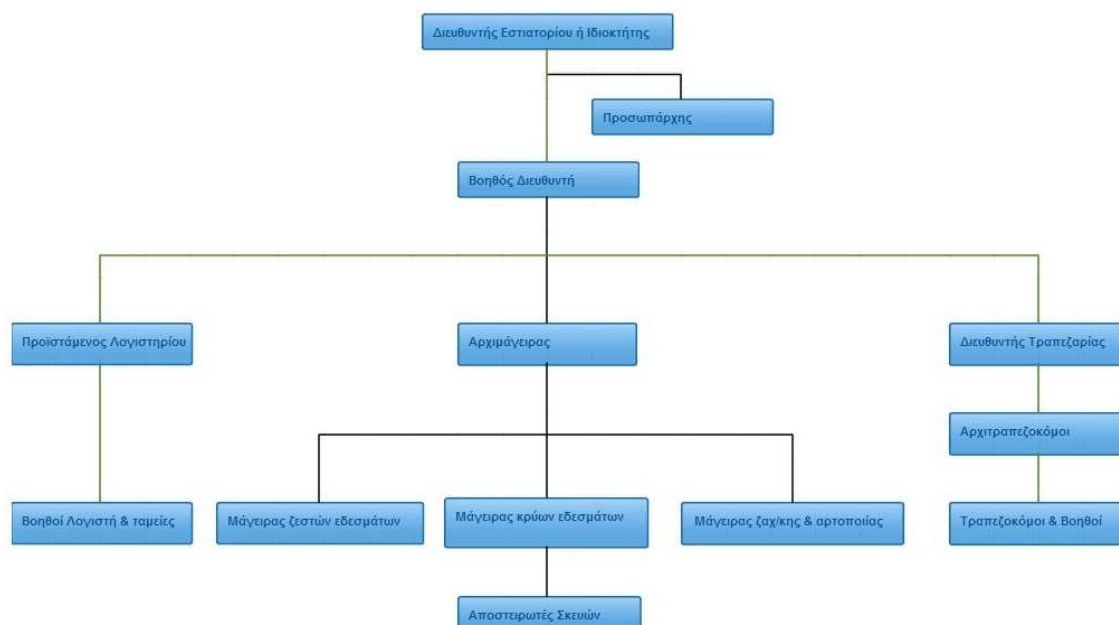 Διευθυντής Εστιατορίου ή Ιδιοκτήτης
Προσωπάρχης
Βοηθός Διευθυντή
Προϊστάμενος Λογιστηρίου
Αρχιμάγειρας
Διευθυντής Τραπεζαρίας
Αρχιτραπεζοκόμοι
Βοηθοί Λογιστή & ταμείες
Μάγειρας ζεστών εδεσμάτων
Μάγειρας κρύων εδεσμάτων
Μάγειρας ζαχ/κης & αρτοποιίας
Τραπεζοκόμοι & Βοηθοί
Αποστειρωτές Σκευών